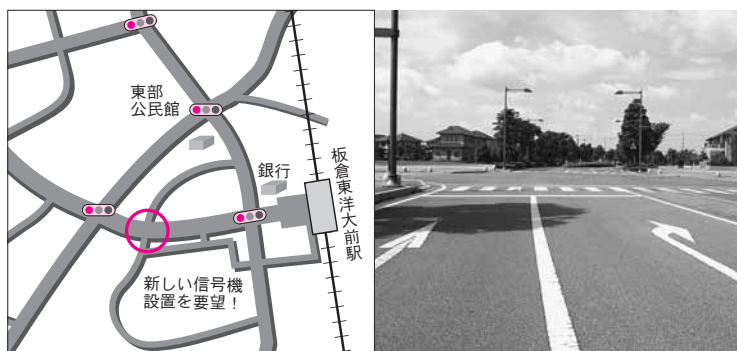 東部
公民館
銀行
板倉東洋大前駅
新しい信号機
設置を要望！